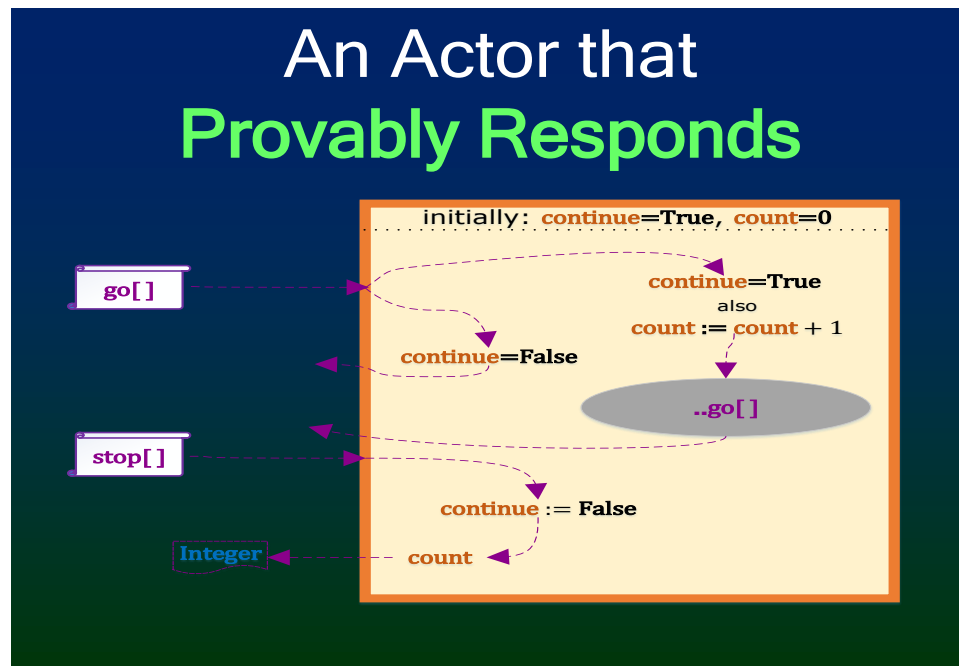 An Actor that
Provably Responds
initially: continue=True, count=0
go[ ]
continue=True
also
count := count + 1
continue=False
..go[ ]
stop[ ]
continue := False
Integer
count